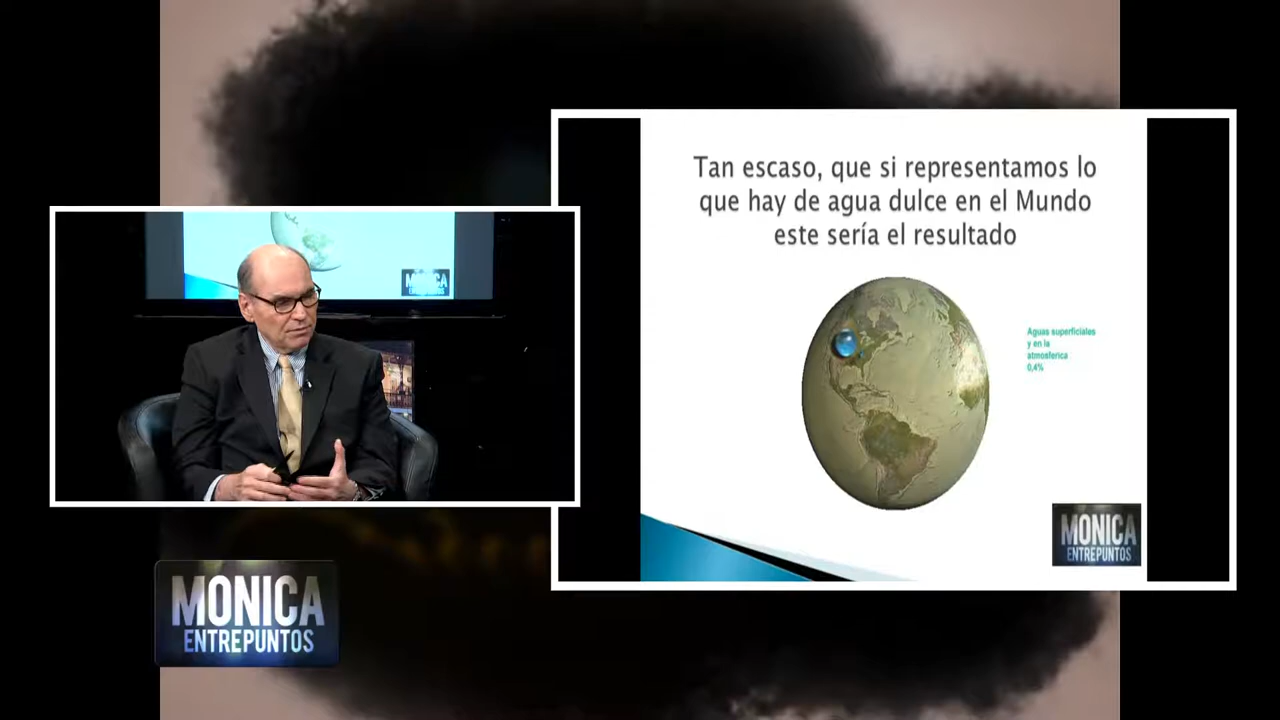 Tan escaso, que si representamos lo
que hay de agua dulce en el Mundo
este sería el resultado
Aguas superficiales
y en la
atmosferica
0,4%
MONICA
ENTREPUNTOS
MONICA
MONICA
ENTREPUNTOS